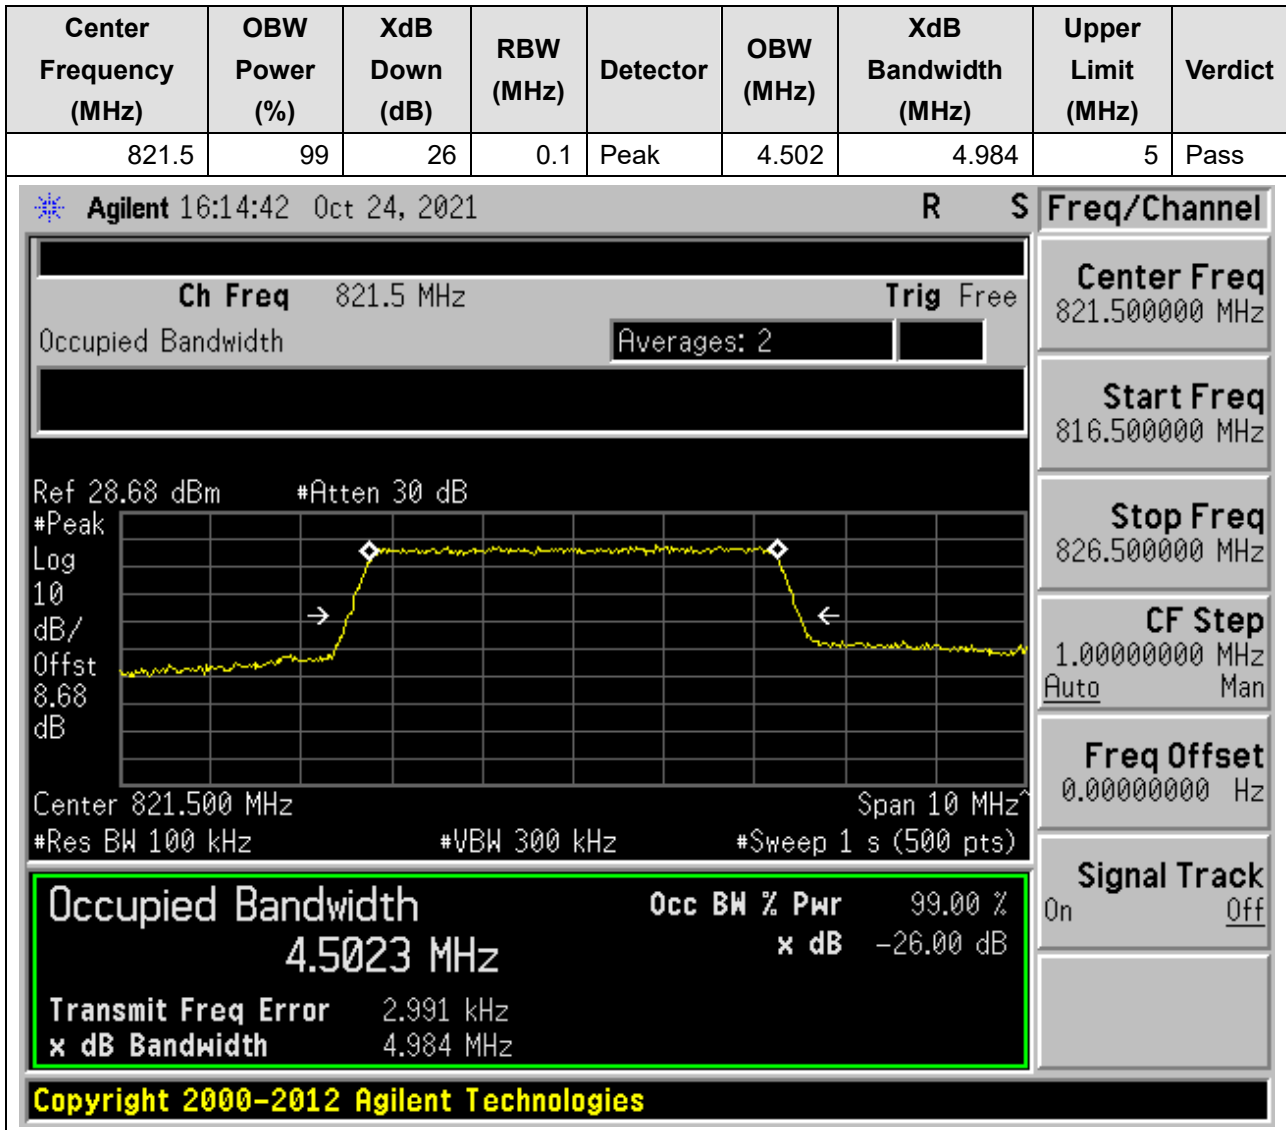 Center Frequency (MHz) OBW Power (%) XdB Down (dB) RBW (MHz) Detector OBW (MHz) XdB Bandwidth (MHz) Upper Limit (MHz) Verdict
821.5 99 26 0.1 Peak 4.502 4.984 5 Pass
Agilent 16:14:42 Oct 24, 2021 R S
Ch Freq 821.5 MHz Trig Free
Occupied Bandwidth Averages: 2
Ref 28.68 dBm #Atten 30 dB
#Peak
Log
10
dB/
Offst
8.68
dB
Center 821.500 MHz Span 10 MHz^
#Res BW 100 kHz #VBW 300 kHz #Sweep 1 s (500 pts)
Occupied Bandwidth Occ BW % Pwr 99.00 %
4.5023 MHz x dB -26.00 dB
Transmit Freq Error 2.991 kHz
x dB Bandwidth 4.984 MHz
Copyright 2000-2012 Agilent Technologies
Freq/Channel
Center Freq
821.500000 MHz
Start Freq
816.500000 MHz
Stop Freq
826.500000 MHz
CF Step
1.00000000 MHz
Auto Man
Freq Offset
0.00000000 Hz
Signal Track
On Off